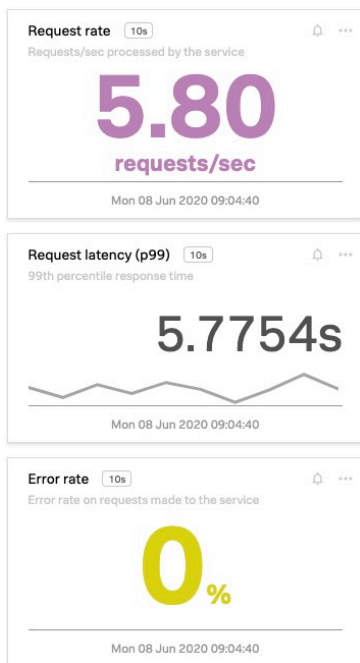 Request rate 10s
Requests/sec processed by the service
5.80
requests/sec
Mon 08 Jun 2020 09:04:40
Request latency (p99) 10s
99th percentile response time
5.7754s
Mon 08 Jun 2020 09:04:40
Error rate 10s
Error rate on requests made to the service
0%
Mon 08 Jun 2020 09:04:40